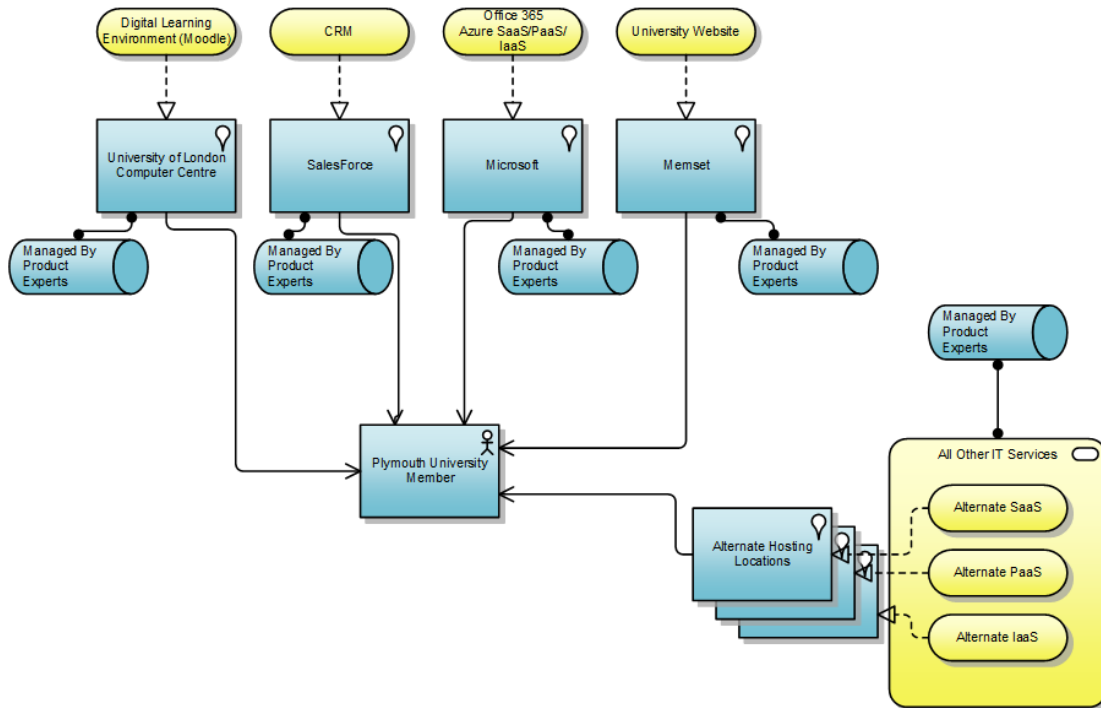 Digital Learning
Environment (Moodle)
CRM
Office 365
Azure SaaS/PaaS/
IaaS
University Website
University of London
Computer Centre
SalesForce
Microsoft
Memset
Managed By
Product
Experts
Managed By
Product
Experts
Managed By
Product
Experts
Managed By
Product
Experts
Managed By
Product
Experts
Plymouth University
Member
All Other IT Services
Alternate SaaS
Alternate Hosting
Locations
Alternate PaaS
Alternate IaaS